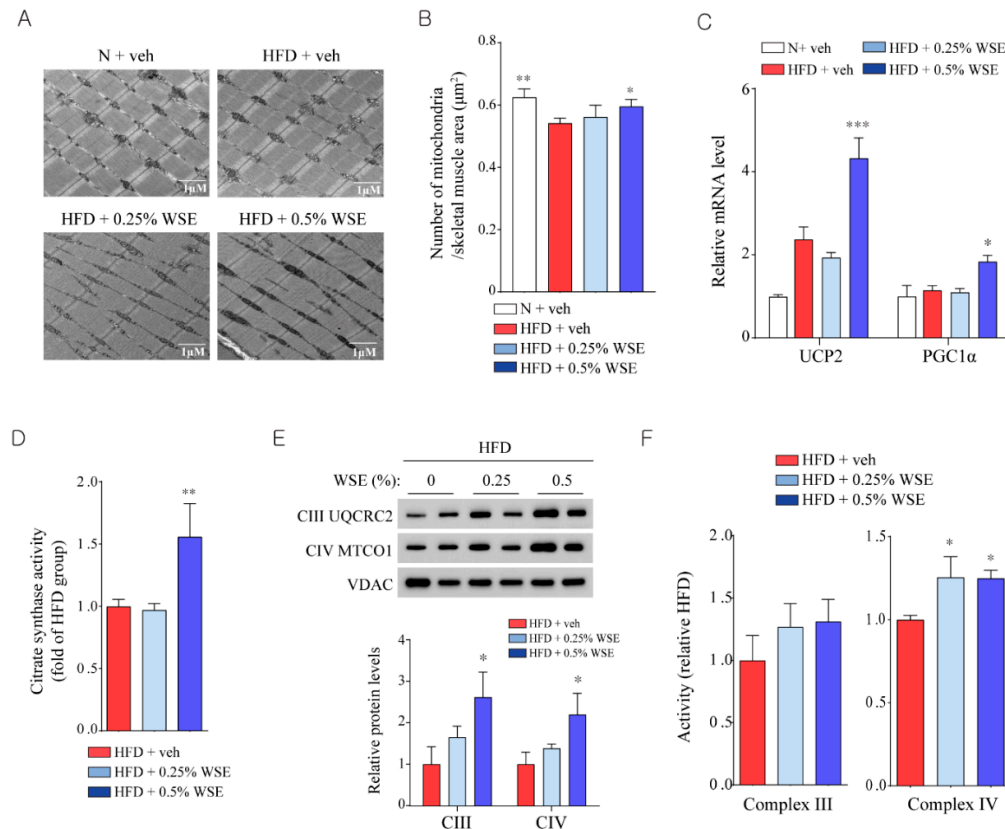 A
N + veh
HFD + veh
1μM
1μM
HFD + 0.25% WSE
HFD + 0.5% WSE
1μM
1μM
B
Number of mitochondria
/skeletal muscle area (μm²)
0.8
0.6
0.4
0.2
0
**
*
N + veh
HFD + veh
HFD + 0.25% WSE
HFD + 0.5% WSE
C
N+ veh
HFD + 0.25% WSE
HFD + veh
HFD + 0.5% WSE
Relative mRNA level
6
4
2
0
***
*
UCP2
PGC1α
D
Citrate synthase activity
(fold of HFD group)
2.0
1.5
1.0
0.5
0.0
**
HFD + veh
HFD + 0.25% WSE
HFD + 0.5% WSE
E
HFD
WSE (%): 0 0.25 0.5
CIII UQCRC2
CIV MTCO1
VDAC
HFD + veh
HFD + 0.25% WSE
HFD + 0.5% WSE
Relative protein levels
4
3
2
1
0
*
*
CIII
CIV
F
HFD + veh
HFD + 0.25% WSE
HFD + 0.5% WSE
Activity (relative HFD)
2.0
1.5
1.0
0.5
0.0
Complex III
1.5
1.0
0.5
0.0
*
*
Complex IV